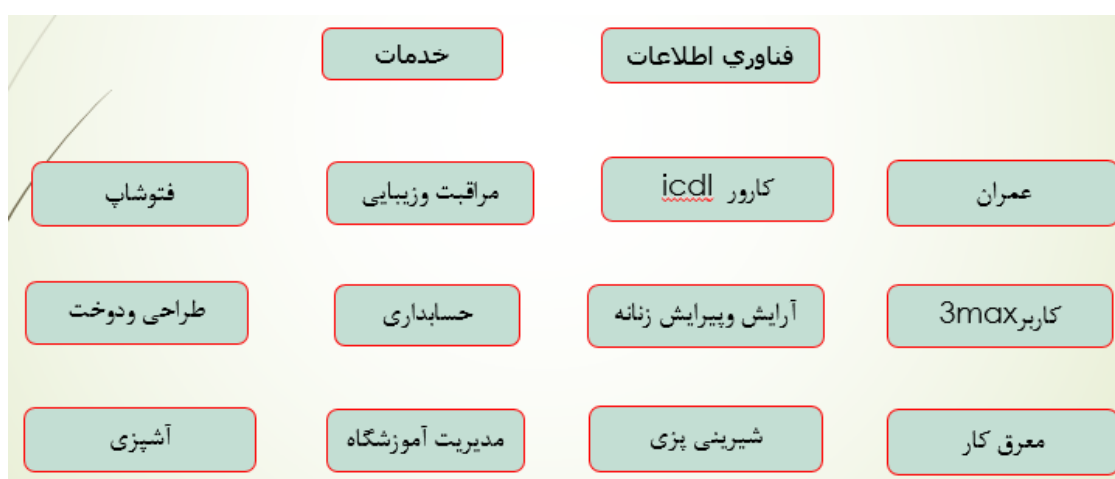 فناوري اطلاعات
خدمات
عمران
کارور icdl
مراقبت وزیبایی
فتوشاپ
کاربر3max
آرایش وپیرایش زنانه
حسابداری
طراحی ودوخت
معرق کار
شیرینی پزی
مدیریت آموزشگاه
آشپزی